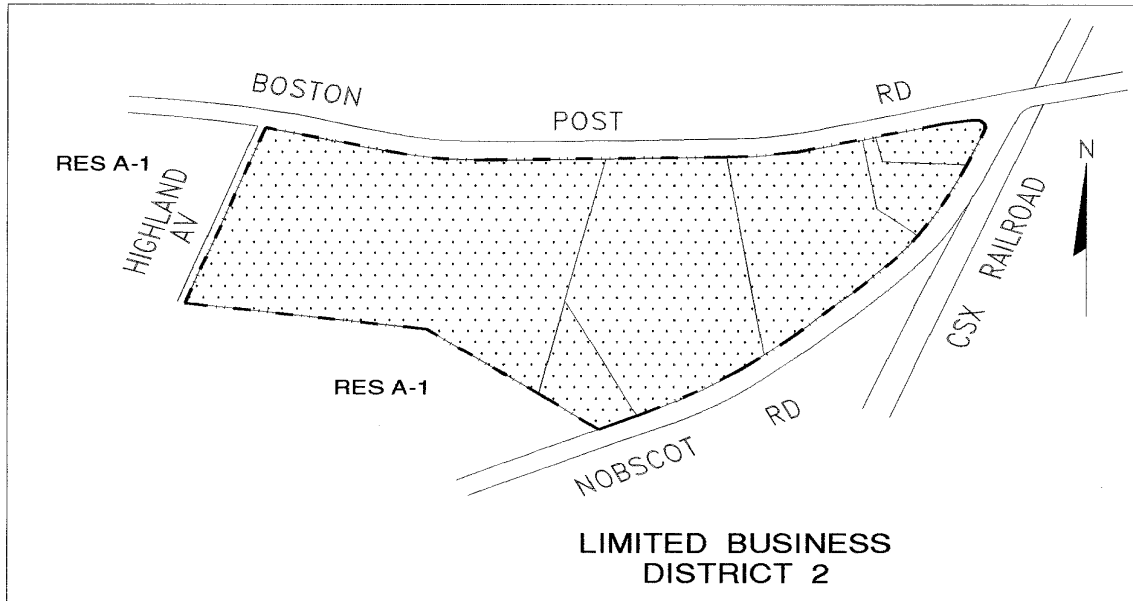 BOSTON POST RD
RES A-1
HIGHLAND
AV
N
CSX RAILROAD
RES A-1
NOBSCOT RD
LIMITED BUSINESS
DISTRICT 2